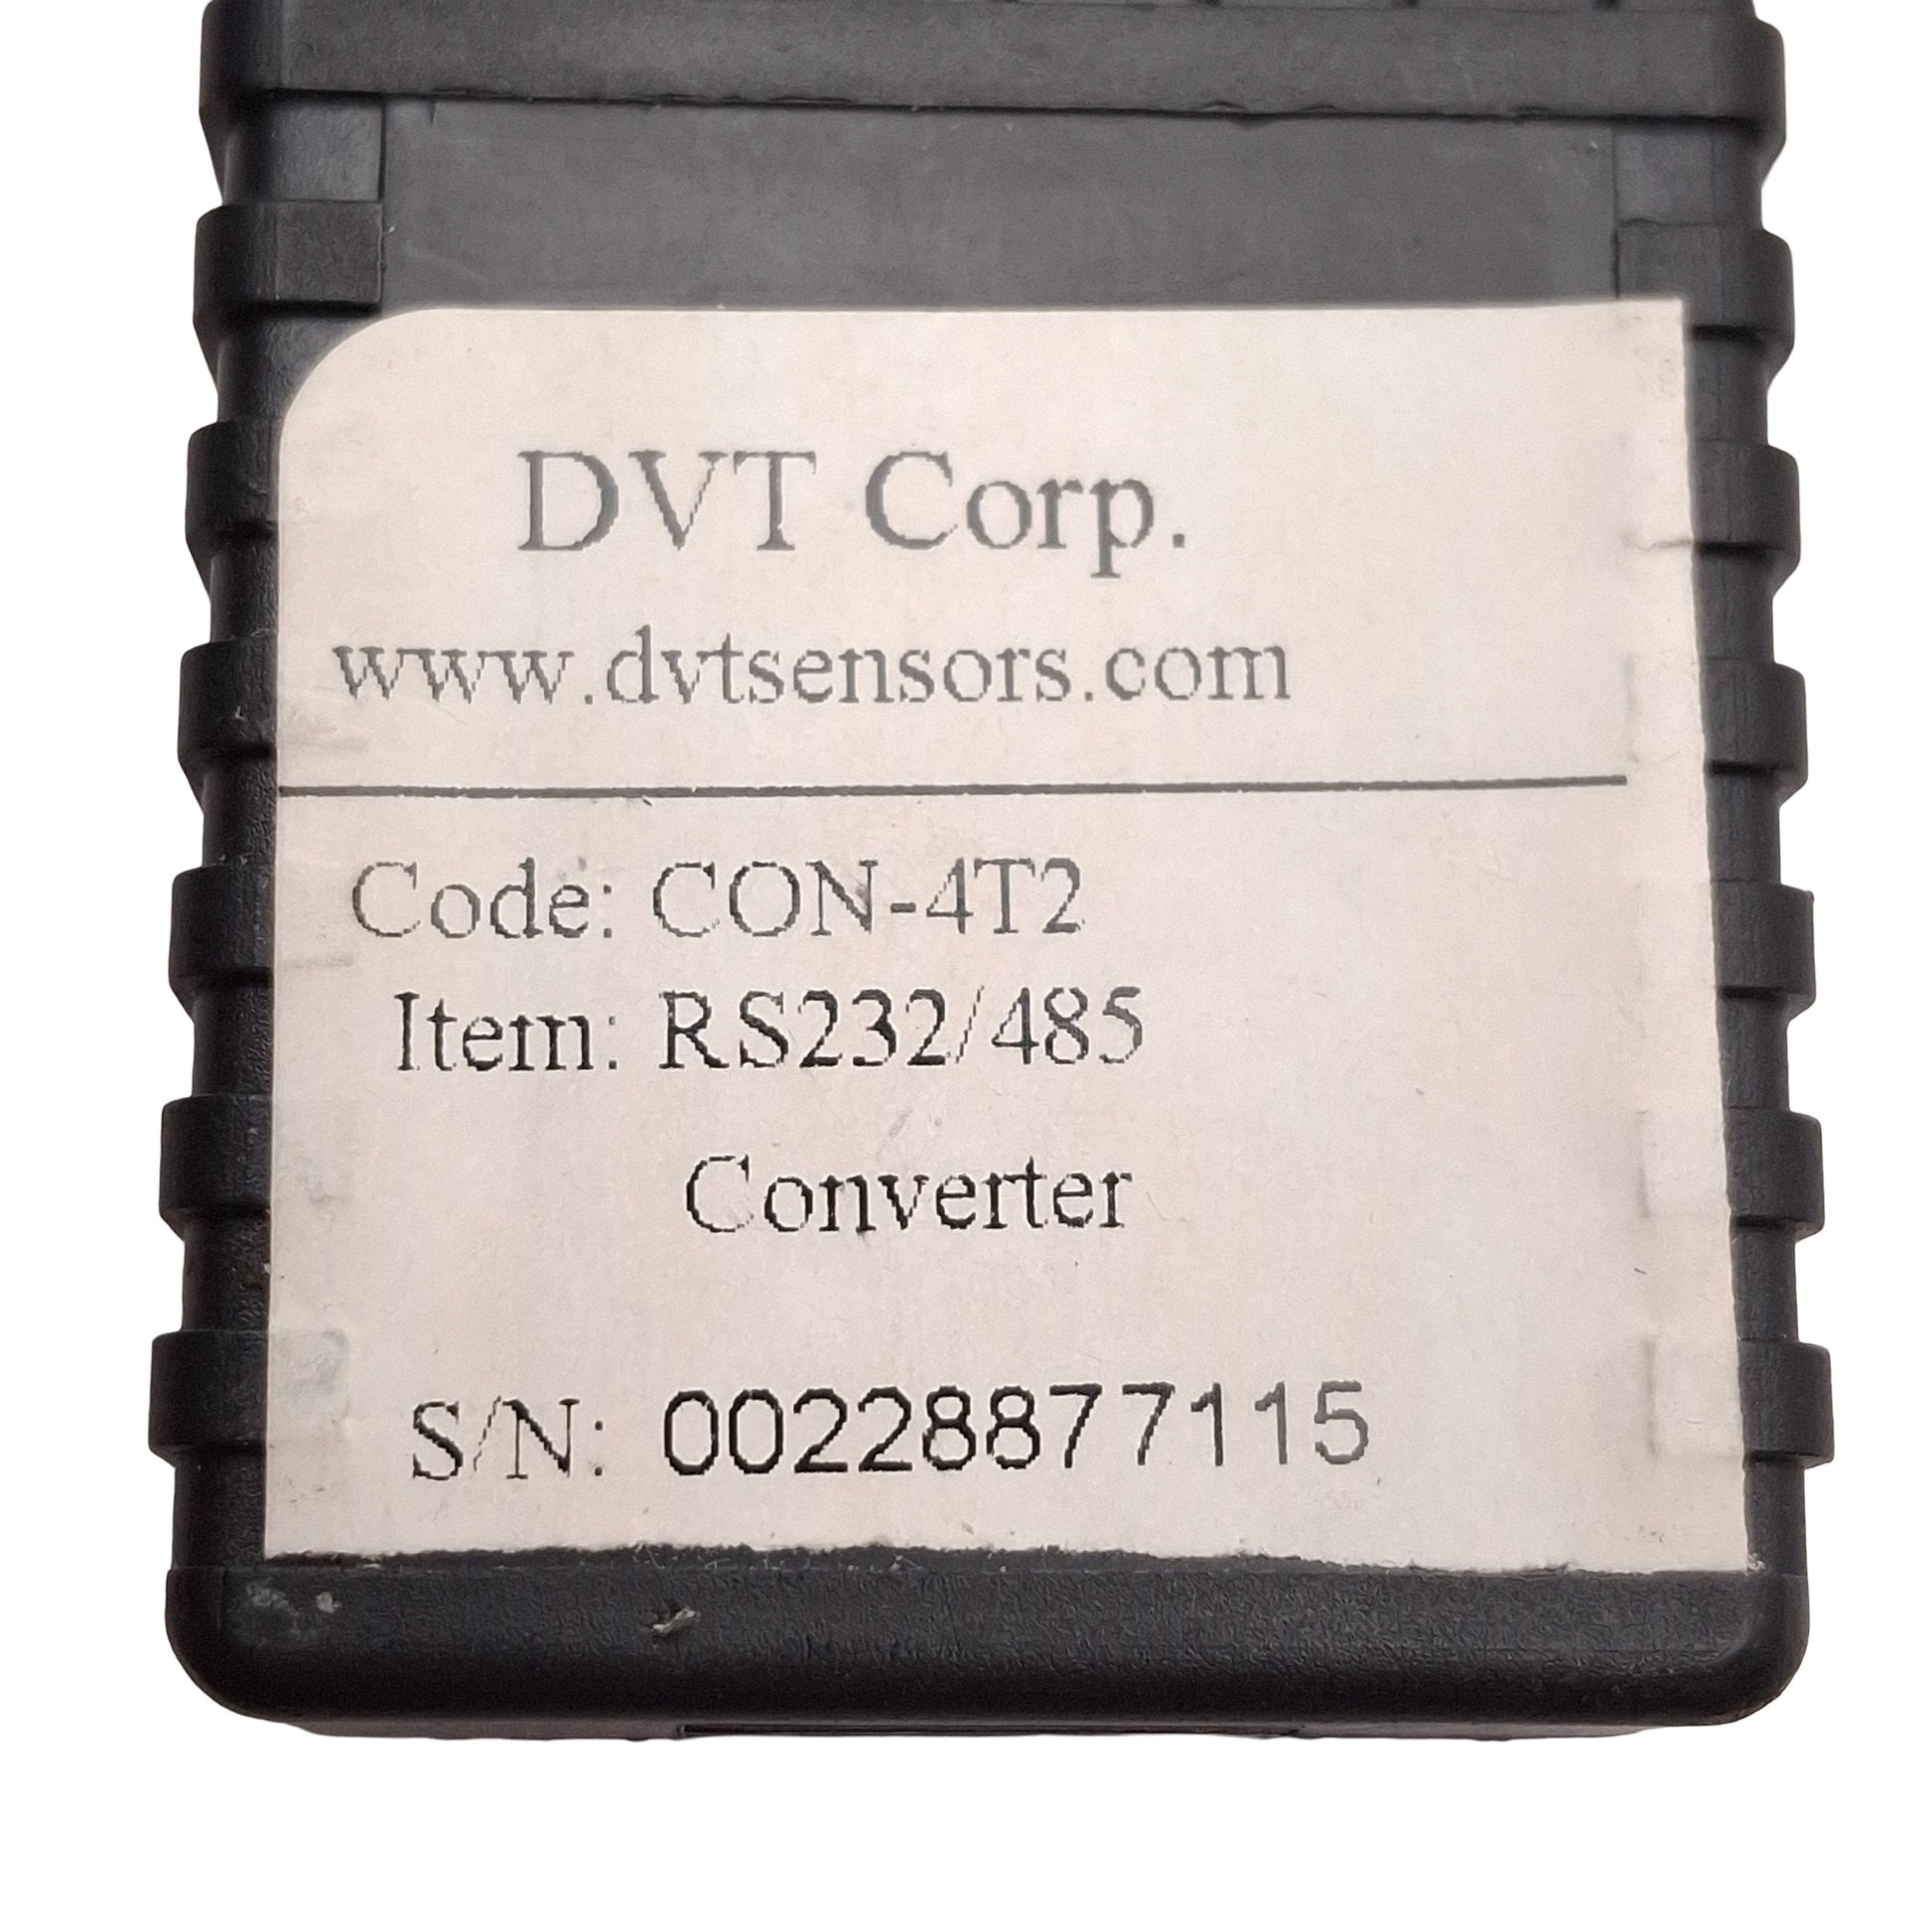 DVT Corp.
www.dvtsensors.com
Code: CON-4T2
Item: RS232/485
Converter
S/N: 00228877115